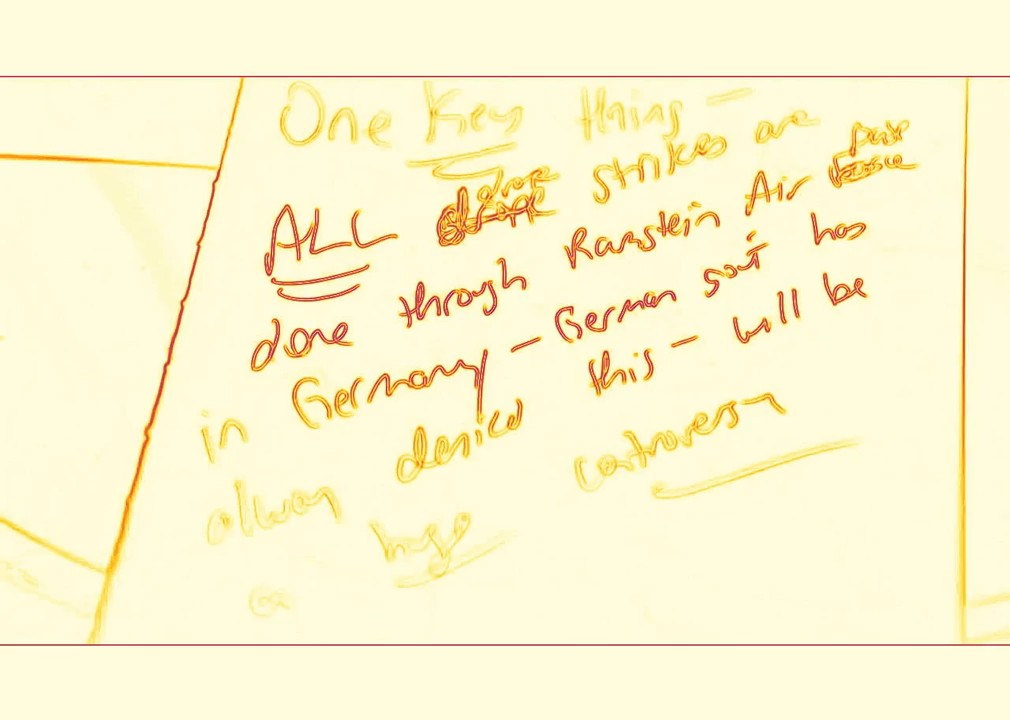 One Key thing —
ALL drone strikes are
done through Ramstein Air Base
in Germany — German gov't has
always denied this — will be
a huge controversy